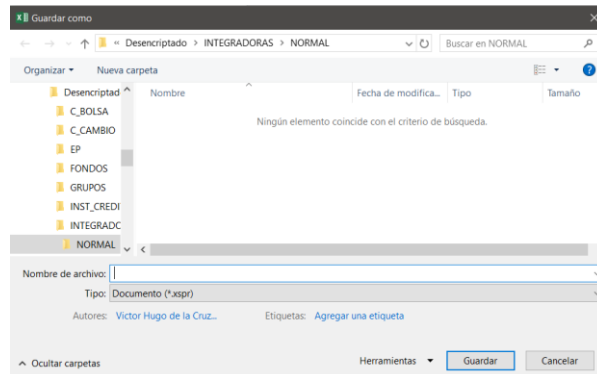 Guardar como
« Desencriptado > INTEGRADORAS > NORMAL
Buscar en NORMAL
Organizar
Nueva carpeta
Desencriptad
Nombre
Fecha de modifica...
Tipo
Tamaño
C_BOLSA
Ningún elemento coincide con el criterio de búsqueda.
C_CAMBIO
EP
FONDOS
GRUPOS
INST_CREDI
INTEGRADC
NORMAL
Nombre de archivo:
Tipo: Documento (*.xspr)
Autores: Victor Hugo de la Cruz...
Etiquetas: Agregar una etiqueta
Ocultar carpetas
Herramientas
Guardar
Cancelar